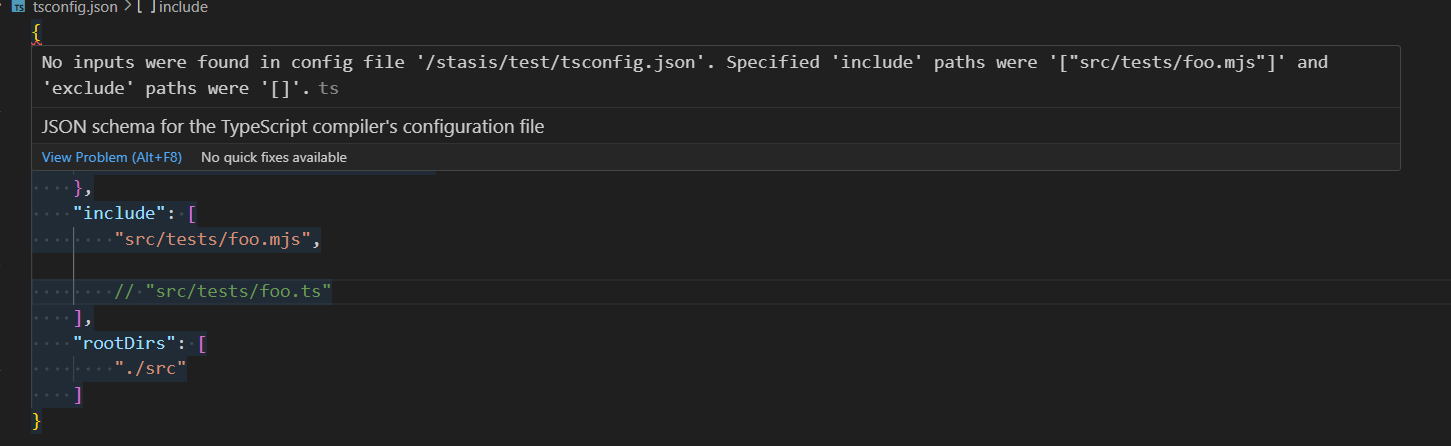 TS tsconfig.json > [ ] include
{
No inputs were found in config file '/stasis/test/tsconfig.json'. Specified 'include' paths were '["src/tests/foo.mjs"]' and
'exclude' paths were '[]'. ts
JSON schema for the TypeScript compiler's configuration file
View Problem (Alt+F8) No quick fixes available
},
"include": [
"src/tests/foo.mjs",
// "src/tests/foo.ts"
],
"rootDirs": [
"./src"
]
}